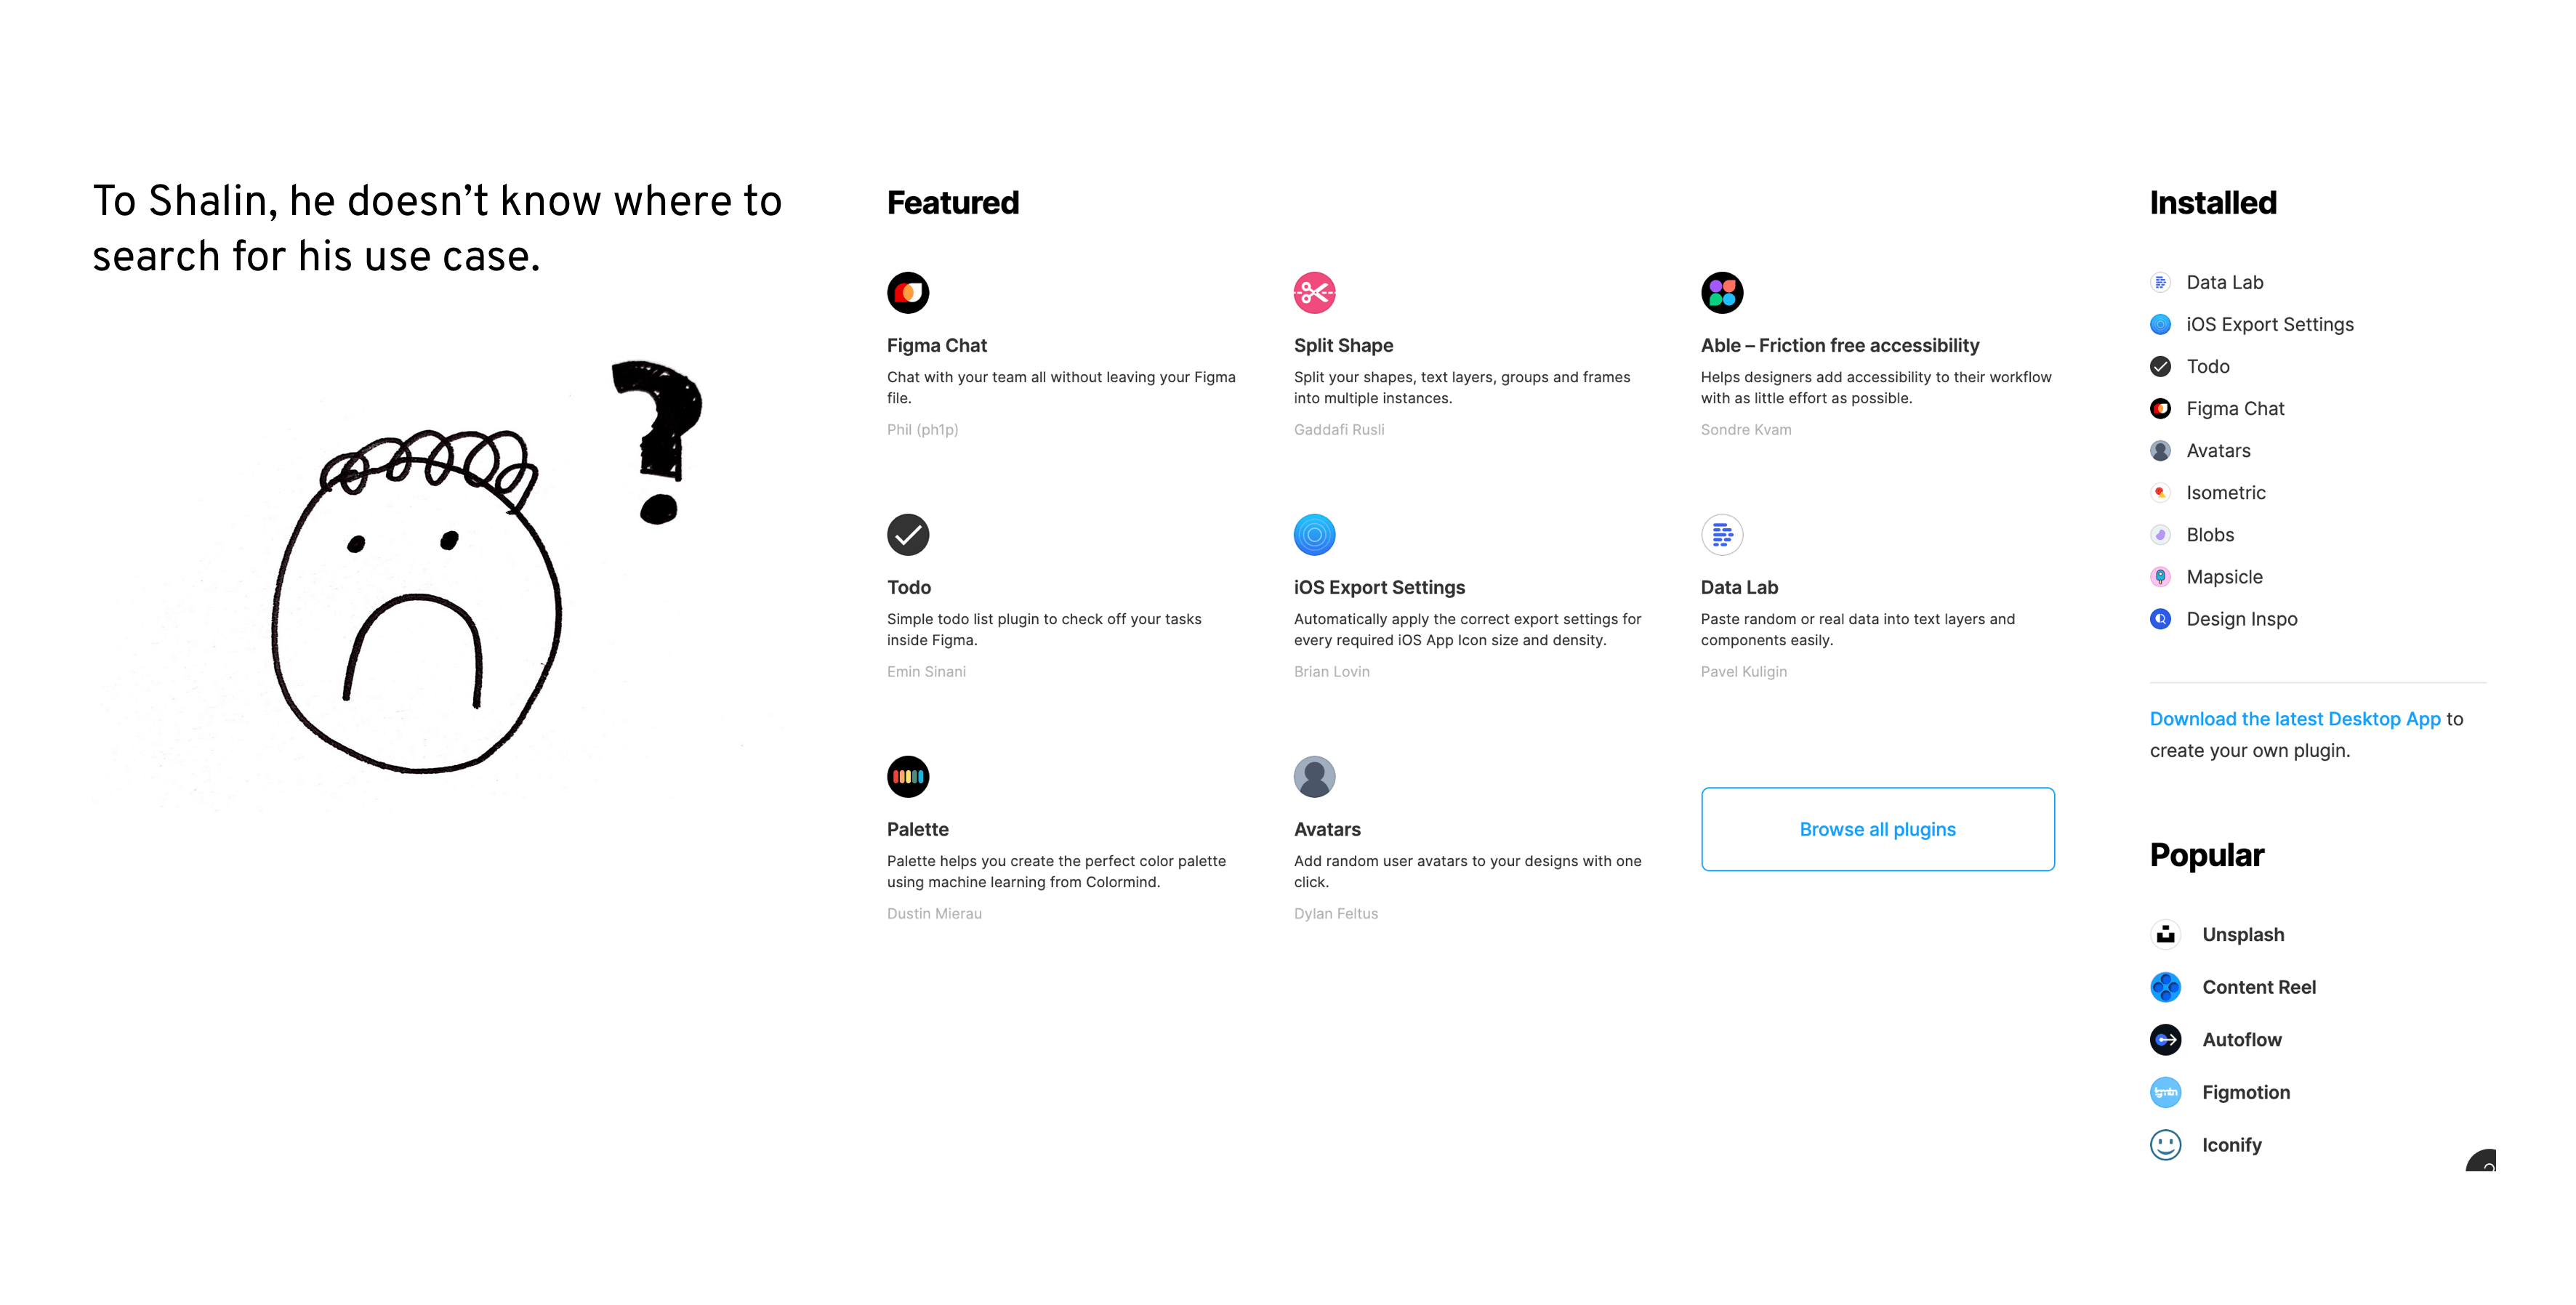 To Shalin, he doesn’t know where to
search for his use case.
?
Featured
Figma Chat
Chat with your team all without leaving your Figma
file.
Phil (ph1p)
Split Shape
Split your shapes, text layers, groups and frames
into multiple instances.
Gaddafi Rusli
Able – Friction free accessibility
Helps designers add accessibility to their workflow
with as little effort as possible.
Sondre Kvam
Todo
Simple todo list plugin to check off your tasks
inside Figma.
Emin Sinani
iOS Export Settings
Automatically apply the correct export settings for
every required iOS App Icon size and density.
Brian Lovin
Data Lab
Paste random or real data into text layers and
components easily.
Pavel Kuligin
Palette
Palette helps you create the perfect color palette
using machine learning from Colormind.
Dustin Mierau
Avatars
Add random user avatars to your designs with one
click.
Dylan Feltus
Browse all plugins
Installed
Data Lab
iOS Export Settings
Todo
Figma Chat
Avatars
Isometric
Blobs
Mapsicle
Design Inspo
Download the latest Desktop App to
create your own plugin.
Popular
Unsplash
Content Reel
Autoflow
Figmotion
Iconify